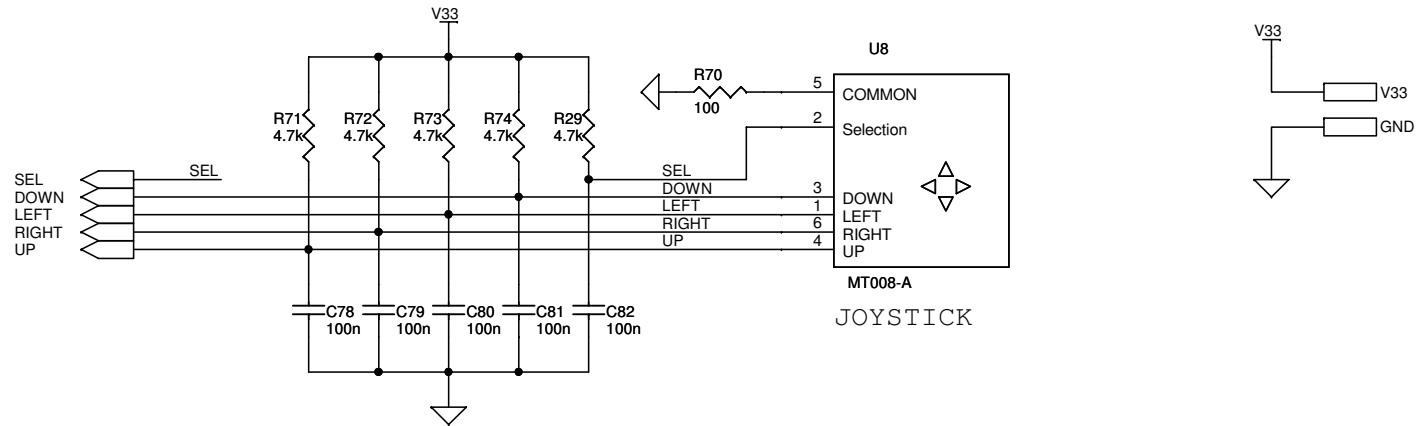 V33
V33
U8
R70
100
5
COMMON
2
Selection
V33
GND
R71
4.7k
R72
4.7k
R73
4.7k
R74
4.7k
R29
4.7k
SEL
SEL
SEL
DOWN
DOWN
3
DOWN
LEFT
LEFT
1
LEFT
RIGHT
RIGHT
6
RIGHT
UP
UP
4
UP
MT008-A
JOYSTICK
C78
100n
C79
100n
C80
100n
C81
100n
C82
100n